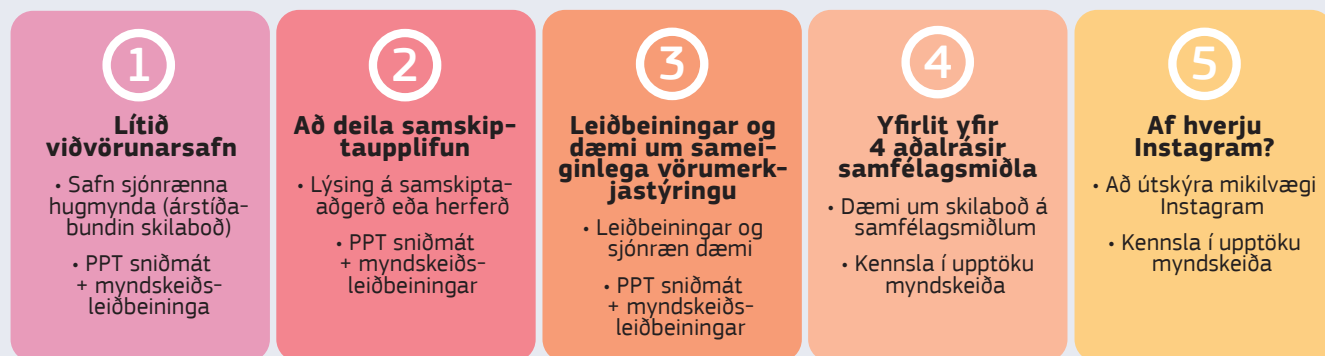 1
Lítið
viðvörunarsafn
• Safn sjónrænna
hugmynda (árstíða-
bundin skilaboð)
• PPT sniðmát
+ myndskeiðs-
leiðbeininga
2
Að deila samskip-
taupplifun
• Lýsing á samskipta-
aðgerð eða herferð
• PPT sniðmát
+ myndskeiðs-
leiðbeiningar
3
Leiðbeiningar og
dæmi um samei-
ginlega vörumerk-
jastýringu
• Leiðbeiningar og
sjónræn dæmi
• PPT sniðmát
+ myndskeiðs-
leiðbeiningar
4
Yfirlit yfir
4 aðalrásir
samfélagsmiðla
• Dæmi um skilaboð á
samfélagsmiðlum
• Kennsla í upptöku
myndskeiða
5
Af hverju
Instagram?
• Að útskýra mikilvægi
Instagram
• Kennsla í upptöku
myndskeiða